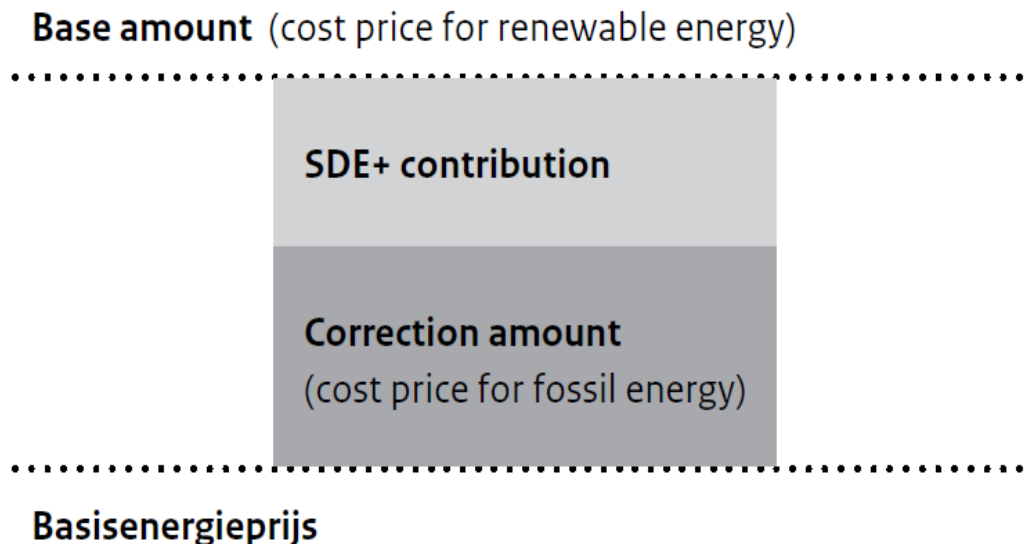 Base amount (cost price for renewable energy)
SDE+ contribution
Correction amount
(cost price for fossil energy)
Basisenergieprijs